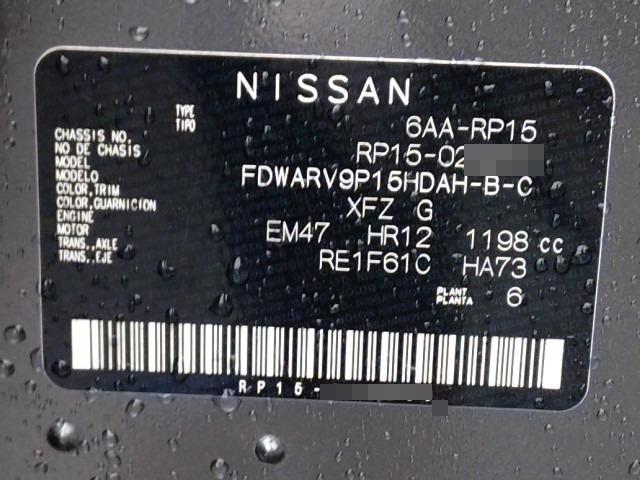 NISSAN
TYPE
TIPO 6AA-RP15
CHASSIS NO. RP15-02
NO DE CHASIS
MODEL FDWARV9P15HDAH-B-C
MODELO
COLOR,TRIM XFZ G
COLOR,GUARNICION
ENGINE EM47 HR12 1198 cc
MOTOR
TRANS.,AXLE RE1F61C HA73
TRANS.,EJE
PLANT 6
PLANTA
RP15-